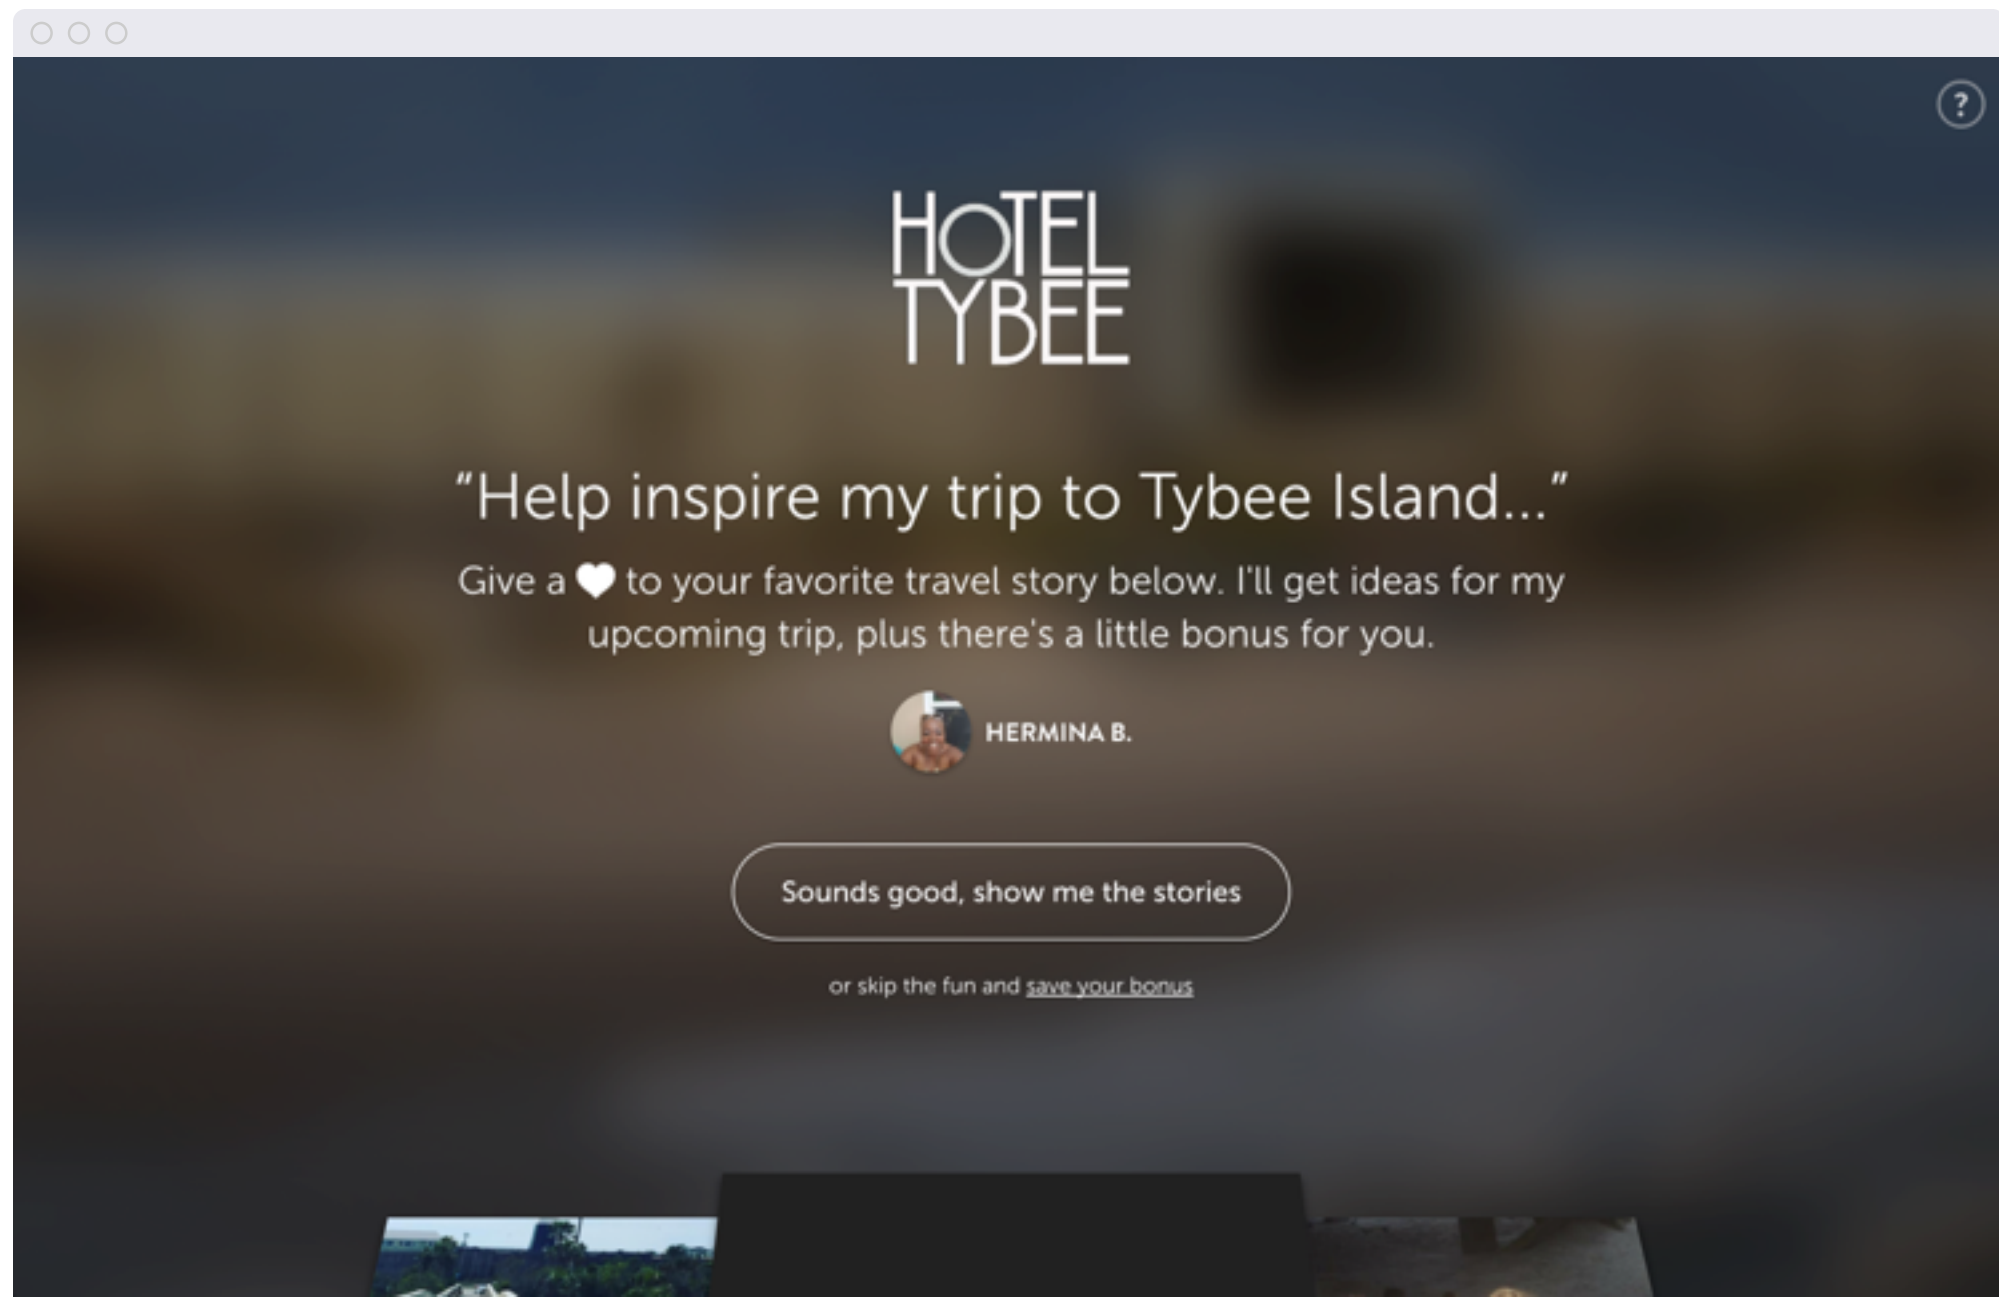 ?
HOTEL
TYBEE
“Help inspire my trip to Tybee Island...”
Give a ♥ to your favorite travel story below. I'll get ideas for my
upcoming trip, plus there's a little bonus for you.
HERMINA B.
Sounds good, show me the stories
or skip the fun and save your bonus